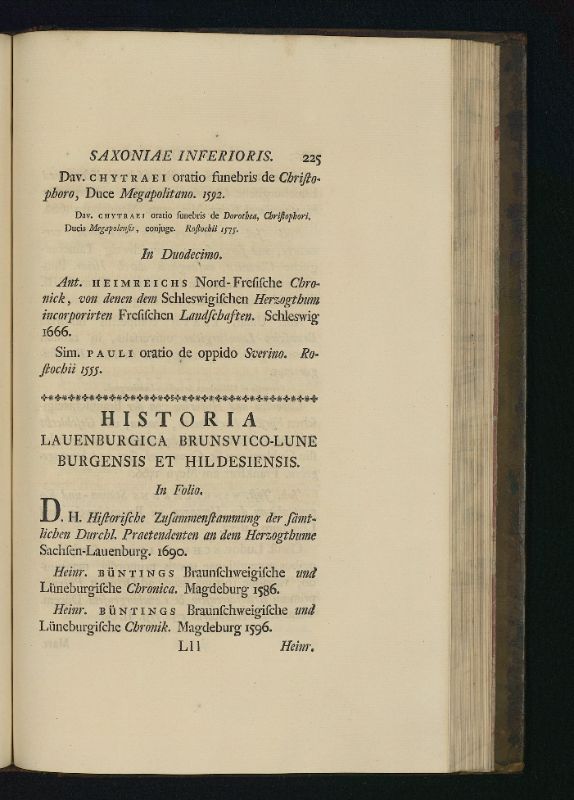 SAXONIAE INFERIORIS. 225
Dav. CHYTRAEI oratio funebris de Christo-
phoro, Duce Megapolitano. 1592.
Dav. CHYTRAEI oratio funebris de Dorothea, Christophori,
Ducis Megapolensis, conjuge. Rostochii 1575.
In Duodecimo.
Ant. HEIMREICHS Nord-Fresische Chro-
nick, von denen dem Schleswigischen Herzogthum
incorporirten Fresischen Landschaften. Schleswig
1666.
Sim. PAULI oratio de oppido Sverino. Ro-
stochii 1555.
HISTORIA
LAUENBURGICA BRUNSVICO-LUNE
BURGENSIS ET HILDESIENSIS.
In Folio.
D. H. Historische Zusammenstammung der sämt-
lichen Durchl. Praetendenten an dem Herzogthume
Sachsen-Lauenburg. 1690.
Heinr. BÜNTINGS Braunschweigische und
Lüneburgische Chronica. Magdeburg 1586.
Heinr. BÜNTINGS Braunschweigische und
Lüneburgische Chronik. Magdeburg 1596.
Lll Heinr.